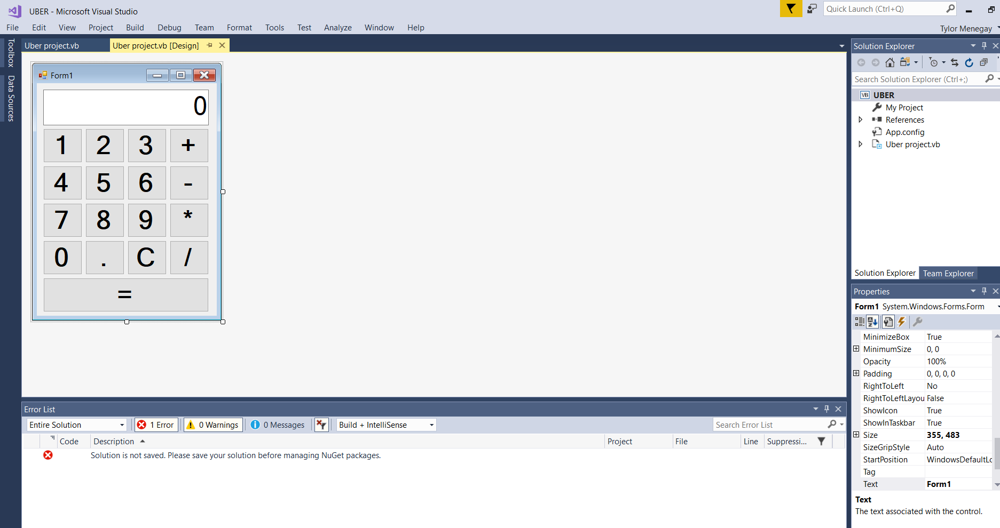 UBER - Microsoft Visual Studio
Quick Launch (Ctrl+Q)
File Edit View Project Build Debug Team Format Tools Test Analyze Window Help
Tylor Menegay
Toolbox
Data Sources
Uber project.vb
Uber project.vb [Design]
Form1
0
1 2 3 +
4 5 6 -
7 8 9 *
0 . C /
=
Solution Explorer
Search Solution Explorer (Ctrl+;)
VB UBER
My Project
References
App.config
Uber project.vb
Solution Explorer Team Explorer
Properties
Form1 System.Windows.Forms.Form
MinimizeBox True
MinimumSize 0, 0
Opacity 100%
Padding 0, 0, 0, 0
RightToLeft No
RightToLeftLayou False
ShowIcon True
ShowInTaskbar True
Size 355, 483
SizeGripStyle Auto
StartPosition WindowsDefaultLo
Tag
Text Form1
Text
The text associated with the control.
Error List
Entire Solution 1 Error 0 Warnings 0 Messages Build + IntelliSense Search Error List
Code Description Project File Line Suppressi...
Solution is not saved. Please save your solution before managing NuGet packages.